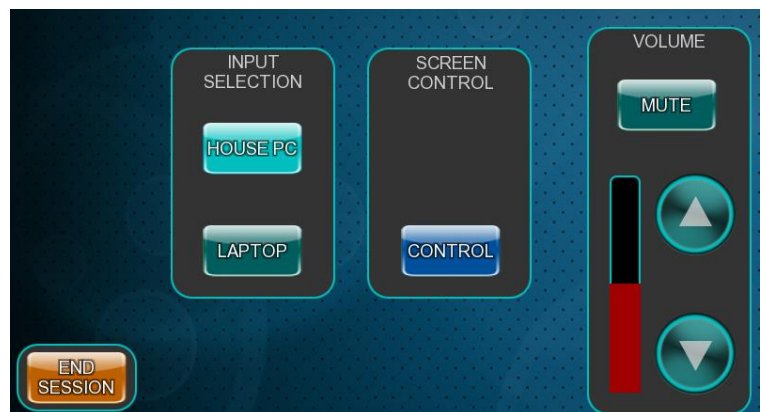 INPUT
SELECTION
HOUSE PC
LAPTOP
SCREEN
CONTROL
CONTROL
VOLUME
MUTE
END
SESSION